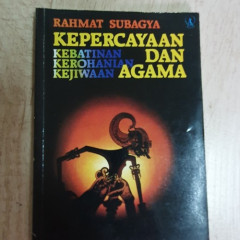 RAHMAT SUBAGYA
KEPERCAYAAN
KEBATINAN DAN
KEROHANIAN
KEJIWAAN AGAMA